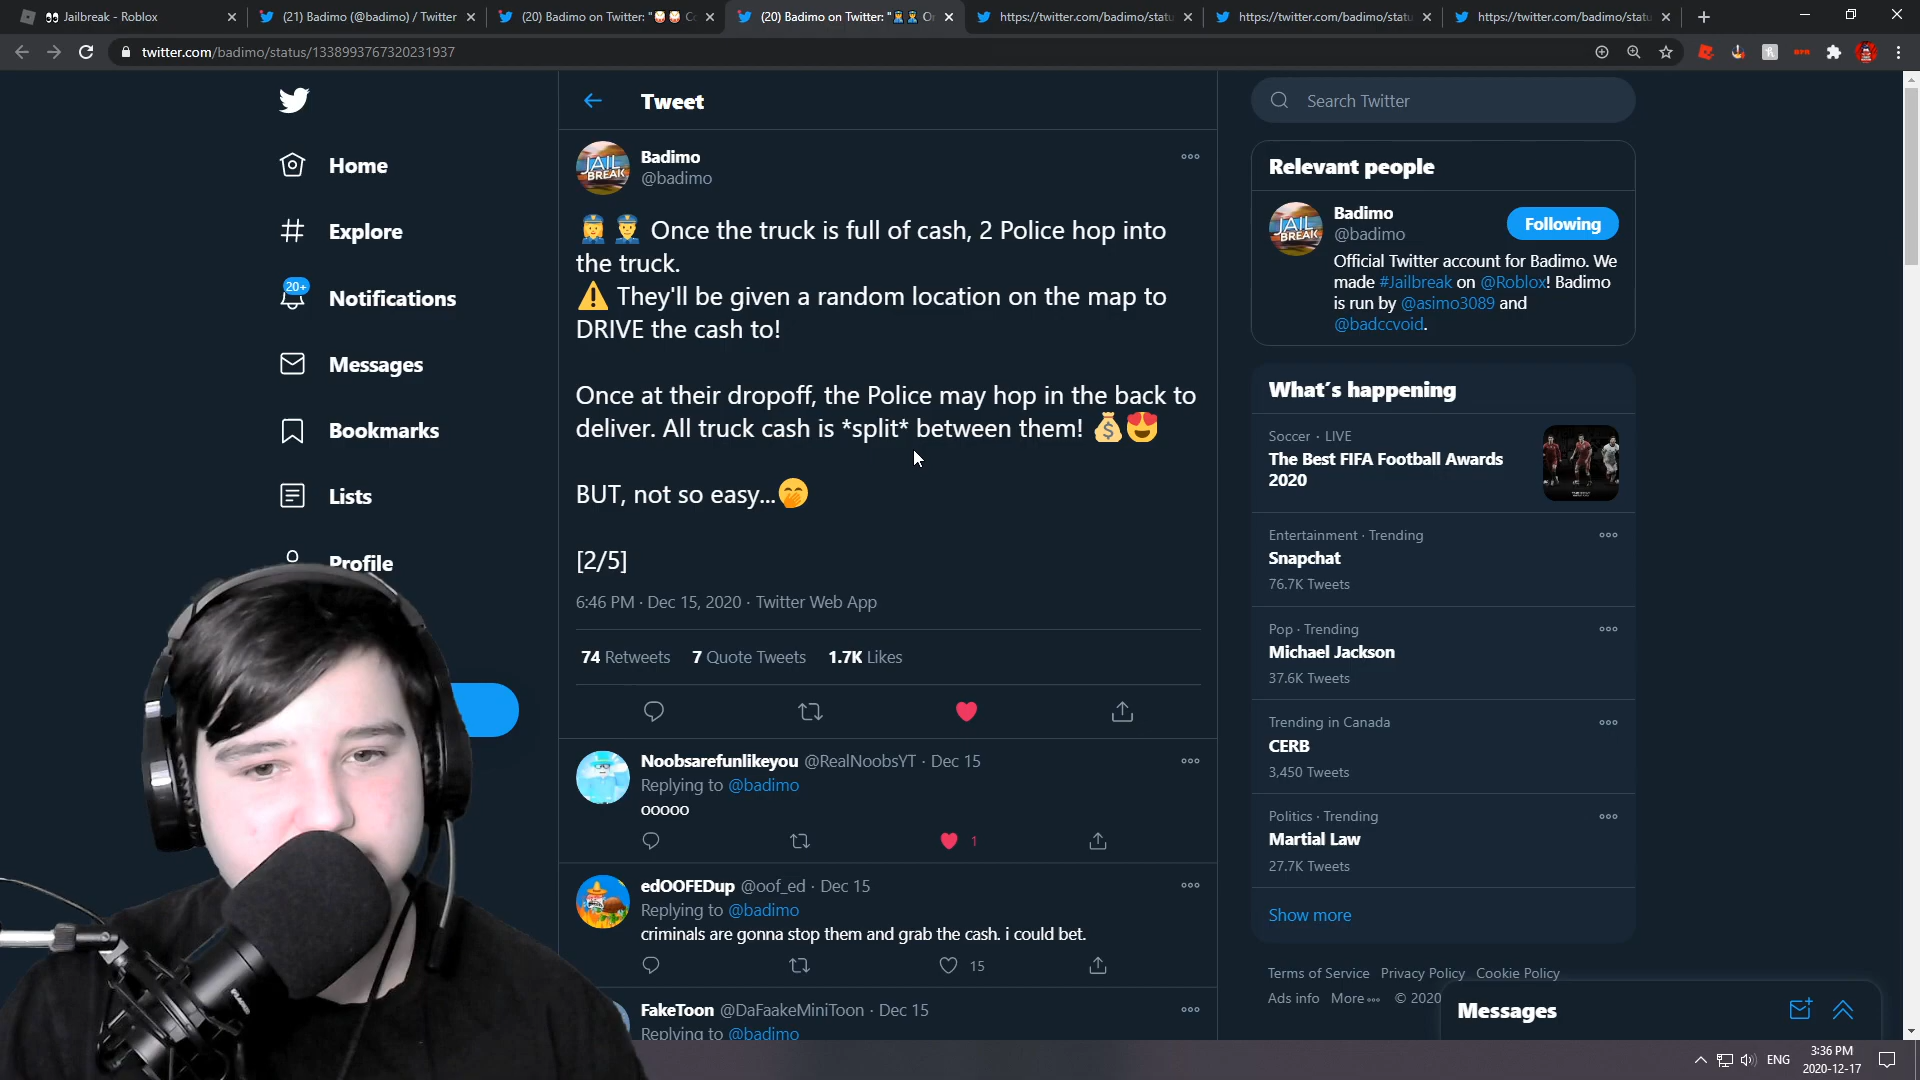 Jailbreak - Roblox
(21) Badimo (@badimo) / Twitter
(20) Badimo on Twitter: "
(20) Badimo on Twitter: "
https://twitter.com/badimo/statu
https://twitter.com/badimo/statu
https://twitter.com/badimo/statu
twitter.com/badimo/status/1338993767320231937
Home
Explore
20+
Notifications
Messages
Bookmarks
Lists
Profile
Tweet
JAIL BREAK
Badimo
@badimo
👮‍♀️👮‍♂️ Once the truck is full of cash, 2 Police hop into
the truck.
⚠️ They'll be given a random location on the map to
DRIVE the cash to!
Once at their dropoff, the Police may hop in the back to
deliver. All truck cash is *split* between them! 💰😍
BUT, not so easy...🤭
[2/5]
6:46 PM · Dec 15, 2020 · Twitter Web App
74 Retweets 7 Quote Tweets 1.7K Likes
Noobsarefunlikeyou @RealNoobsYT · Dec 15
Replying to @badimo
ooooo
1
edOOFEDup @oof_ed · Dec 15
Replying to @badimo
criminals are gonna stop them and grab the cash. i could bet.
15
FakeToon @DaFaakeMiniToon · Dec 15
Replying to @badimo
Search Twitter
Relevant people
JAIL BREAK
Badimo
@badimo
Following
Official Twitter account for Badimo. We
made #Jailbreak on @Roblox! Badimo
is run by @asimo3089 and
@badccvoid.
What's happening
Soccer · LIVE
The Best FIFA Football Awards
2020
Entertainment · Trending
Snapchat
76.7K Tweets
Pop · Trending
Michael Jackson
37.6K Tweets
Trending in Canada
CERB
3,450 Tweets
Politics · Trending
Martial Law
27.7K Tweets
Show more
Terms of Service Privacy Policy Cookie Policy
Ads info More © 2020
Messages
ENG
3:36 PM
2020-12-17